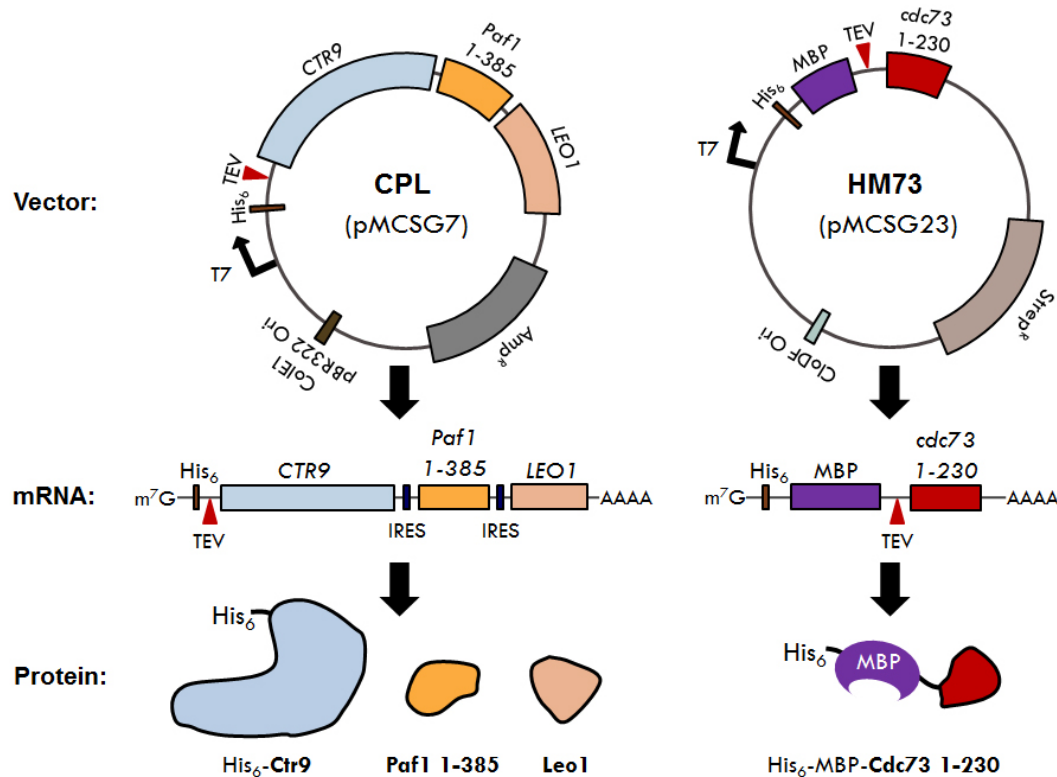 Vector:
CTR9
Paf1
1-385
LEO1
TEV
His6
T7
CPL
(pMCSG7)
ColE1
pBR322 Ori
AmpR
TEV
cdc73
1-230
MBP
His6
T7
HM73
(pMCSG23)
StrepR
CloDF Ori
mRNA:
m7G
His6
CTR9
Paf1
1-385
LEO1
AAAA
TEV
IRES
IRES
m7G
His6
MBP
cdc73
1-230
AAAA
TEV
Protein:
His6
His6
MBP
His6-Ctr9
Paf1 1-385
Leo1
His6-MBP-Cdc73 1-230